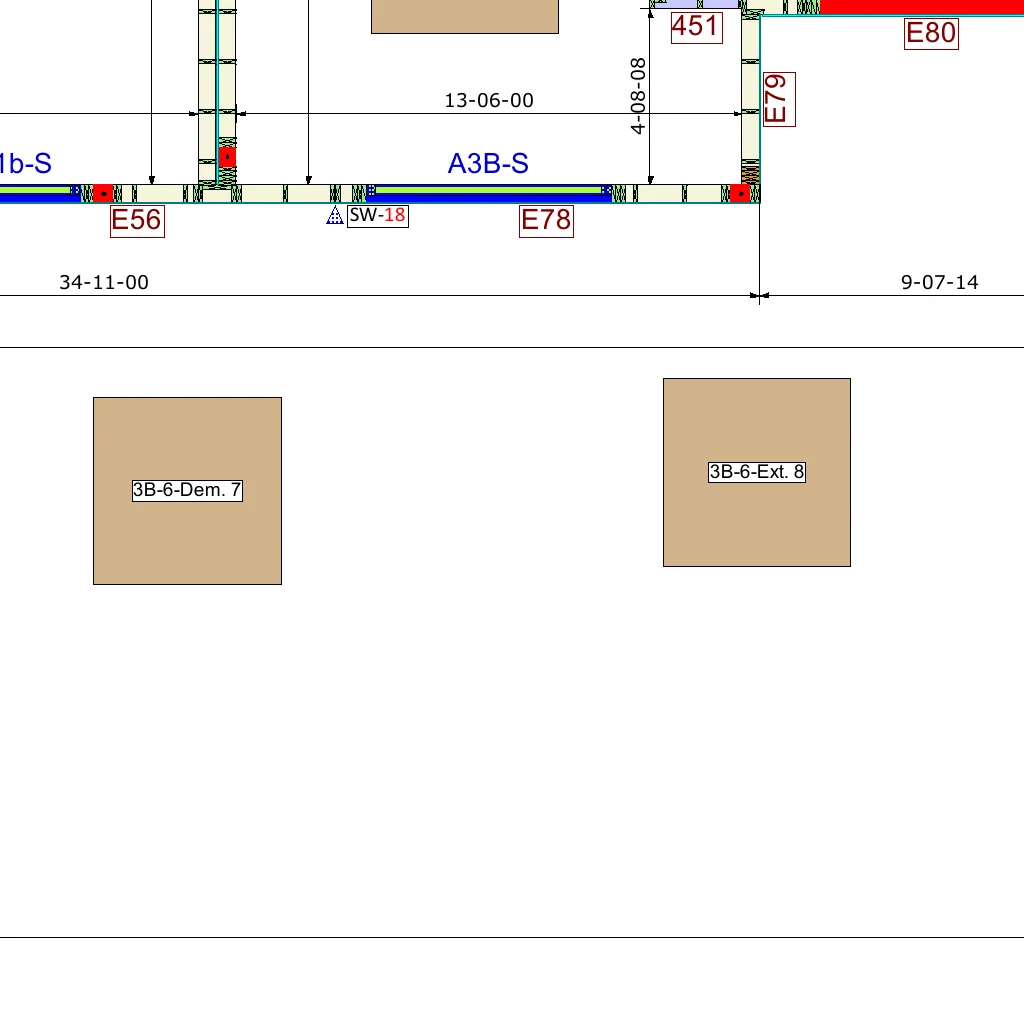 451
E80
4-08-08
E79
13-06-00
1b-S
A3B-S
E56
SW-18
E78
34-11-00
9-07-14
3B-6-Ext. 8
3B-6-Dem. 7